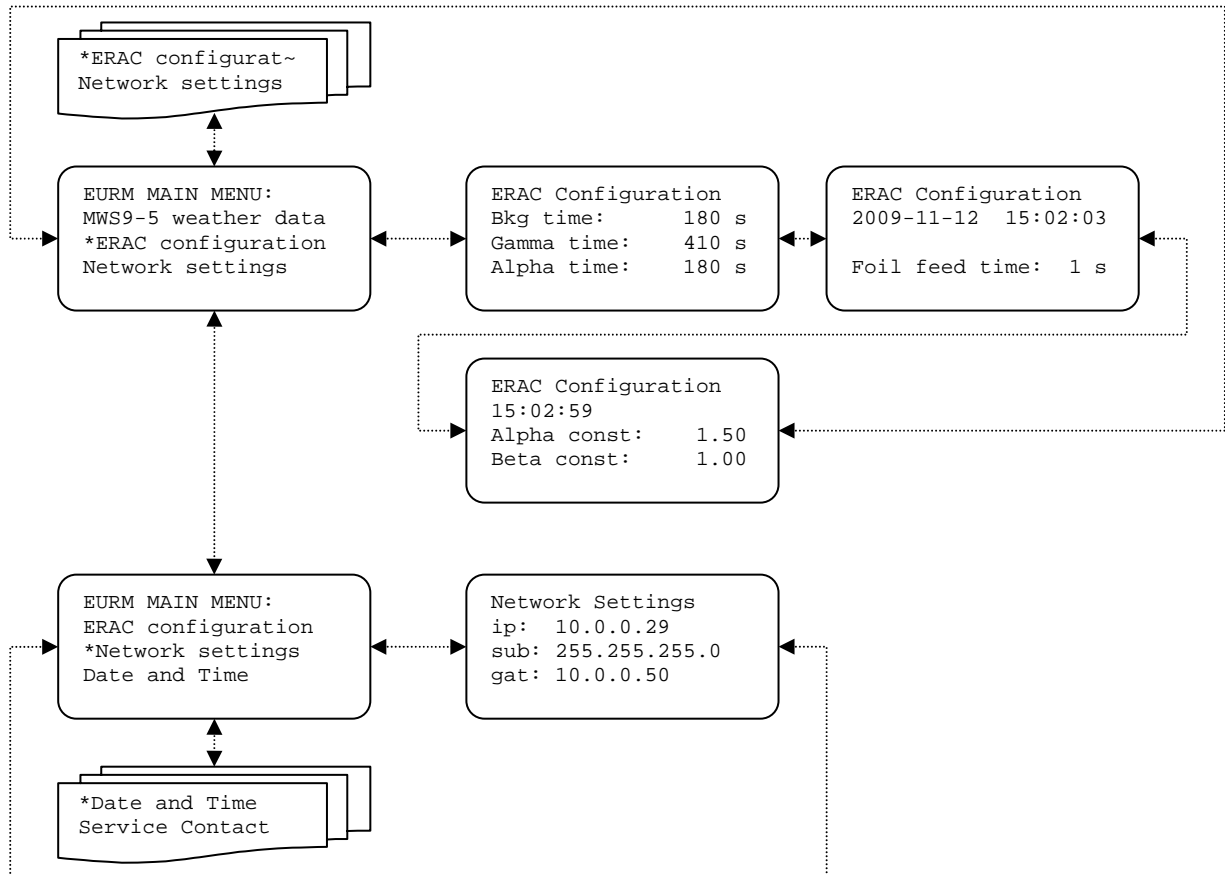 *ERAC configurat~
Network settings
EURM MAIN MENU:
MWS9-5 weather data
*ERAC configuration
Network settings
ERAC Configuration
Bkg time: 180 s
Gamma time: 410 s
Alpha time: 180 s
ERAC Configuration
2009-11-12 15:02:03
Foil feed time: 1 s
ERAC Configuration
15:02:59
Alpha const: 1.50
Beta const: 1.00
EURM MAIN MENU:
ERAC configuration
*Network settings
Date and Time
Network Settings
ip: 10.0.0.29
sub: 255.255.255.0
gat: 10.0.0.50
*Date and Time
Service Contact